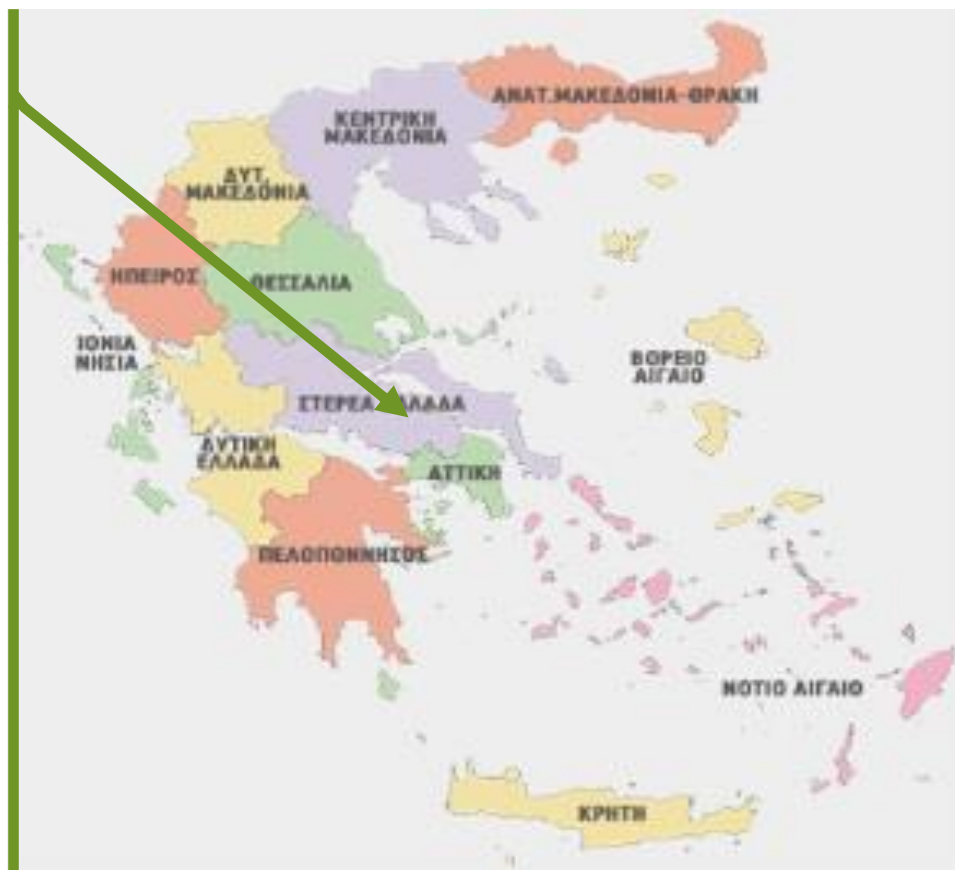 ΑΝΑΤ.ΜΑΚΕΔΟΝΙΑ-ΘΡΑΚΗ
ΚΕΝΤΡΙΚΗ
ΜΑΚΕΔΟΝΙΑ
ΔΥΤ.
ΜΑΚΕΔΟΝΙΑ
ΗΠΕΙΡΟΣ
ΘΕΣΣΑΛΙΑ
ΙΟΝΙΑ
ΝΗΣΙΑ
ΒΟΡΕΙΟ
ΑΙΓΑΙΟ
ΣΤΕΡΕΑ ΕΛΛΑΔΑ
ΔΥΤΙΚΗ
ΕΛΛΑΔΑ
ΑΤΤΙΚΗ
ΠΕΛΟΠΟΝΝΗΣΟΣ
ΝΟΤΙΟ ΑΙΓΑΙΟ
ΚΡΗΤΗ